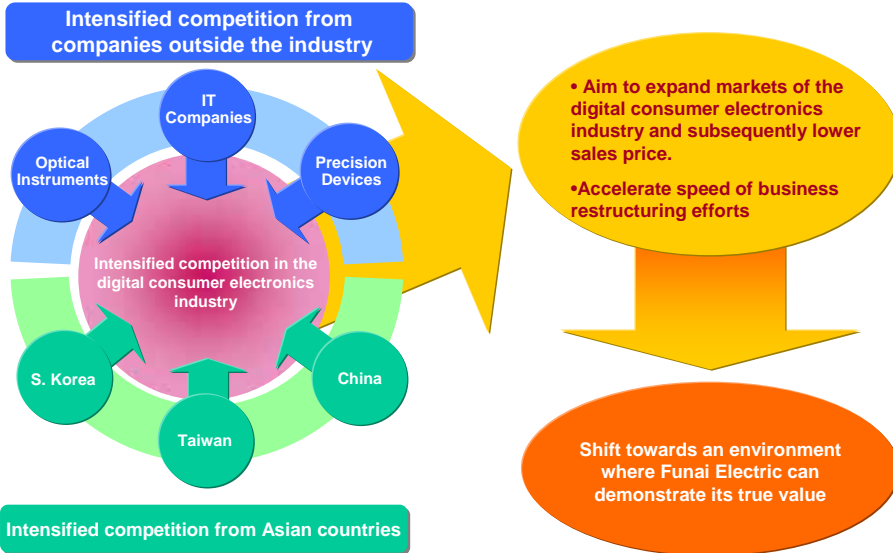 Intensified competition from
companies outside the industry
IT
Companies
Optical
Instruments
Precision
Devices
Intensified competition in the
digital consumer electronics
industry
S. Korea
China
Taiwan
Intensified competition from Asian countries
• Aim to expand markets of the
digital consumer electronics
industry and subsequently lower
sales price.
•Accelerate speed of business
restructuring efforts
Shift towards an environment
where Funai Electric can
demonstrate its true value